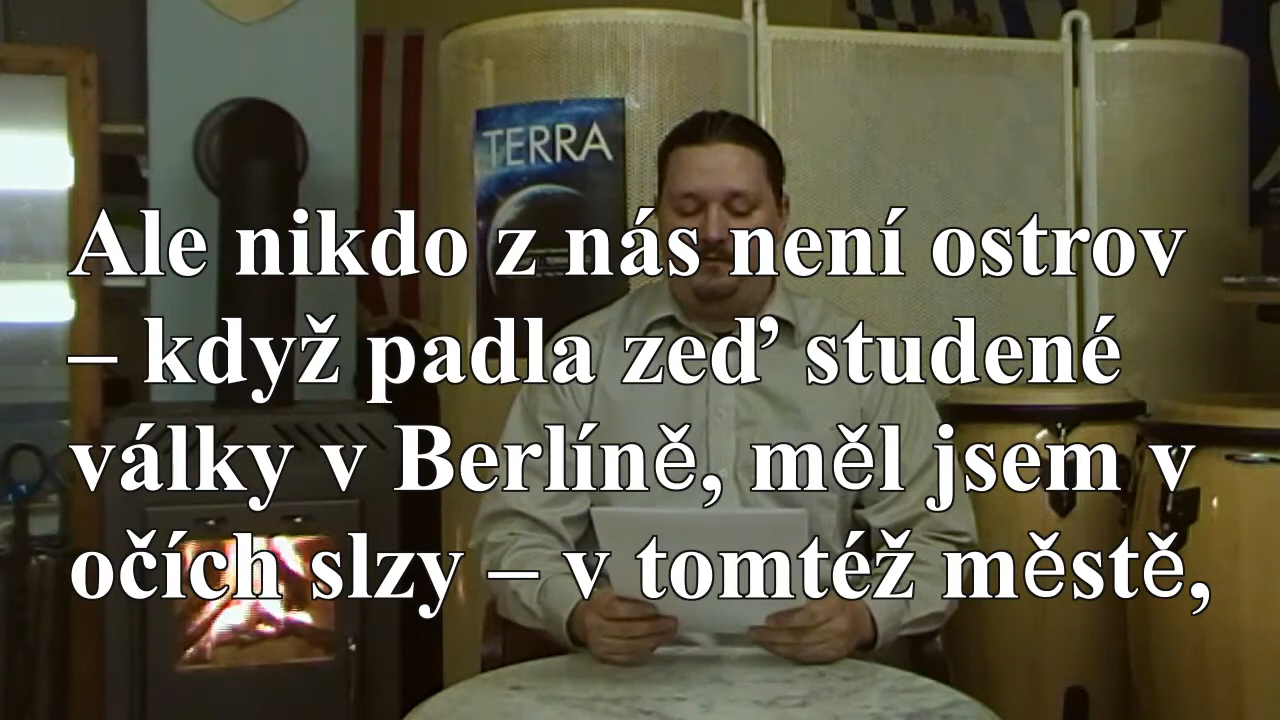 TERRA
Ale nikdo z nás není ostrov
– když padla zeď studené
války v Berlíně, měl jsem v
očích slzy – v tomtéž městě,